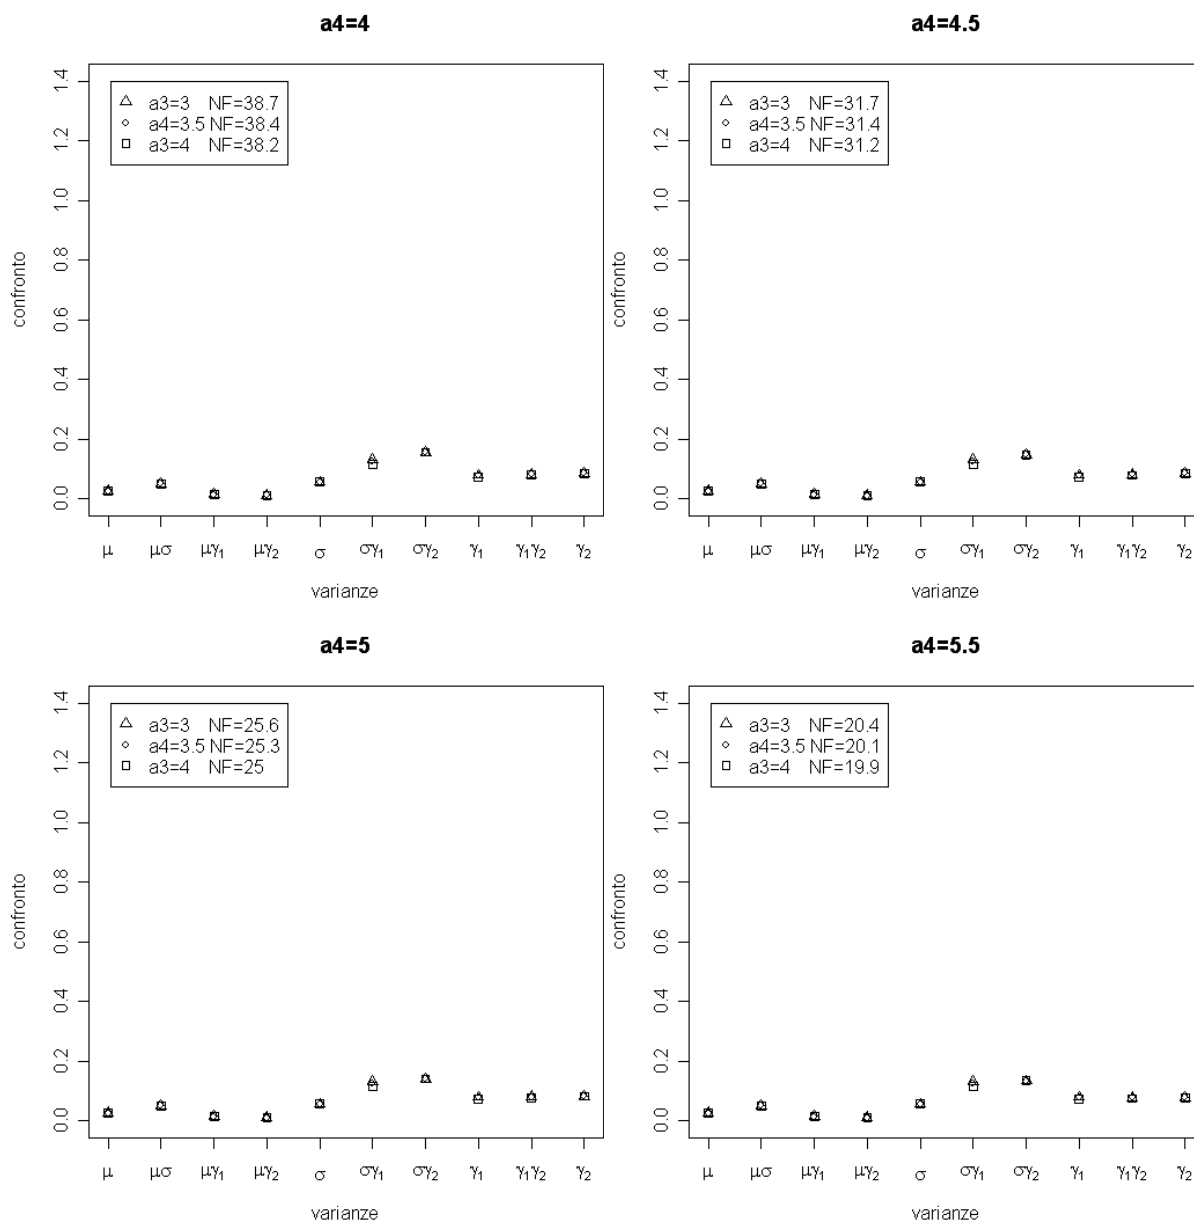 a4=4
a3=3 NF=38.7
a4=3.5 NF=38.4
a3=4 NF=38.2
1.4
1.2
1.0
0.8
0.6
0.4
0.2
0.0
confronto
μ μσ μγ1 μγ2 σ σγ1 σγ2 γ1 γ1γ2 γ2
varianze
a4=4.5
a3=3 NF=31.7
a4=3.5 NF=31.4
a3=4 NF=31.2
1.4
1.2
1.0
0.8
0.6
0.4
0.2
0.0
confronto
μ μσ μγ1 μγ2 σ σγ1 σγ2 γ1 γ1γ2 γ2
varianze
a4=5
a3=3 NF=25.6
a4=3.5 NF=25.3
a3=4 NF=25
1.4
1.2
1.0
0.8
0.6
0.4
0.2
0.0
confronto
μ μσ μγ1 μγ2 σ σγ1 σγ2 γ1 γ1γ2 γ2
varianze
a4=5.5
a3=3 NF=20.4
a4=3.5 NF=20.1
a3=4 NF=19.9
1.4
1.2
1.0
0.8
0.6
0.4
0.2
0.0
confronto
μ μσ μγ1 μγ2 σ σγ1 σγ2 γ1 γ1γ2 γ2
varianze